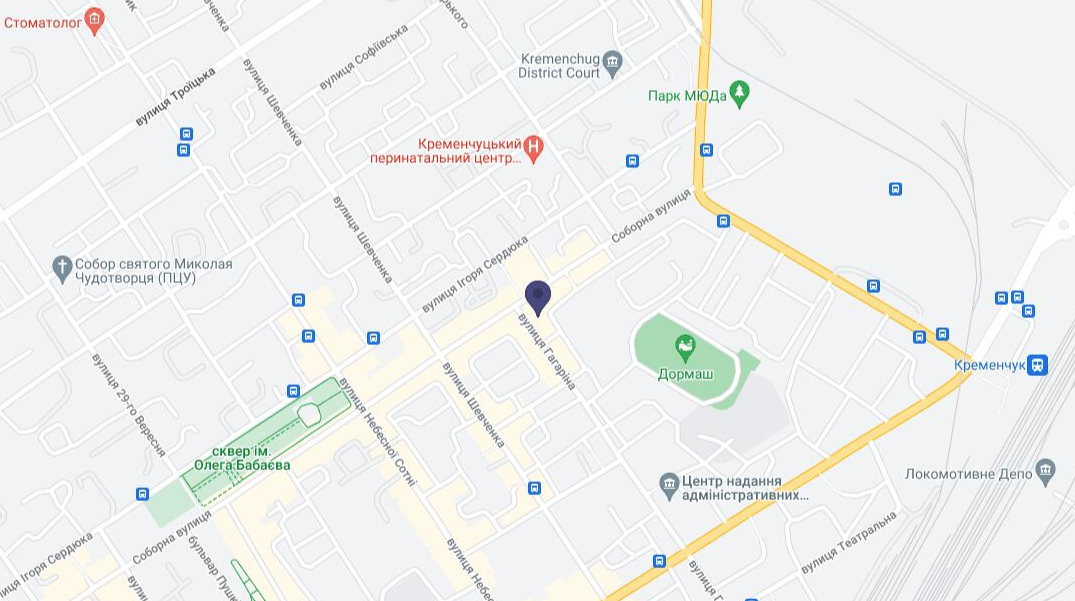 Стоматолог
вулиця Софіївська
вулиця Троїцька
вулиця Шевченка
Kremenchug
District Court
Парк МЮДа
Кременчуцький
перинатальний центр...
вулиця Шевченка
Соборна вулиця
вулиця Ігоря Сердюка
Собор святого Миколая
Чудотворця (ПЦУ)
вулиця Гагаріна
Дормаш
Кременчук
вулиця 29-го Вересня
вулиця Небесної Сотні
вулиця Шевченка
сквер ім.
Олега Бабаєва
Центр надання
адміністративних...
Локомотивне Депо
Соборна вулиця
вулиця Театральна
иця Ігоря Сердюка
бульвар Пушк
вулиця Небес
вулиця Г